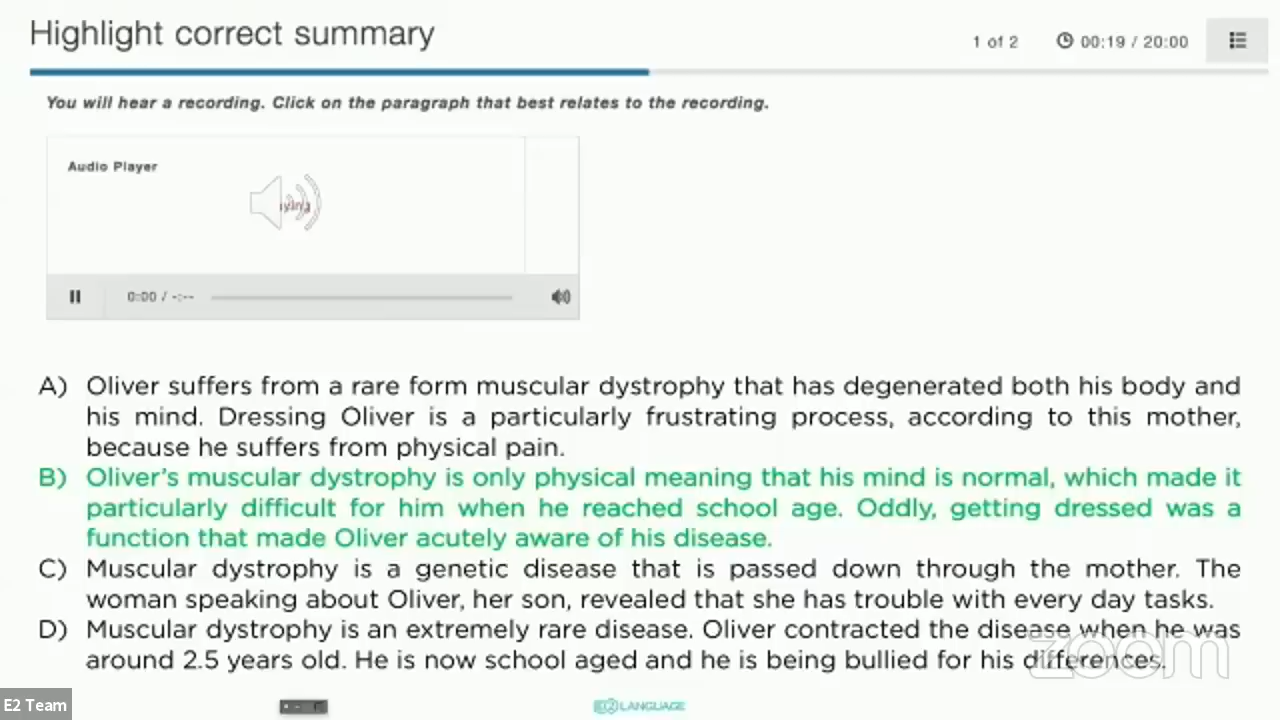 Highlight correct summary
1 of 2
00:19 / 20:00
You will hear a recording. Click on the paragraph that best relates to the recording.
Audio Player
0:00 / -:--
A) Oliver suffers from a rare form muscular dystrophy that has degenerated both his body and
his mind. Dressing Oliver is a particularly frustrating process, according to this mother,
because he suffers from physical pain.
B) Oliver's muscular dystrophy is only physical meaning that his mind is normal, which made it
particularly difficult for him when he reached school age. Oddly, getting dressed was a
function that made Oliver acutely aware of his disease.
C) Muscular dystrophy is a genetic disease that is passed down through the mother. The
woman speaking about Oliver, her son, revealed that she has trouble with every day tasks.
D) Muscular dystrophy is an extremely rare disease. Oliver contracted the disease when he was
around 2.5 years old. He is now school aged and he is being bullied for his differences.
zoom
E2 Team
E2 LANGUAGE